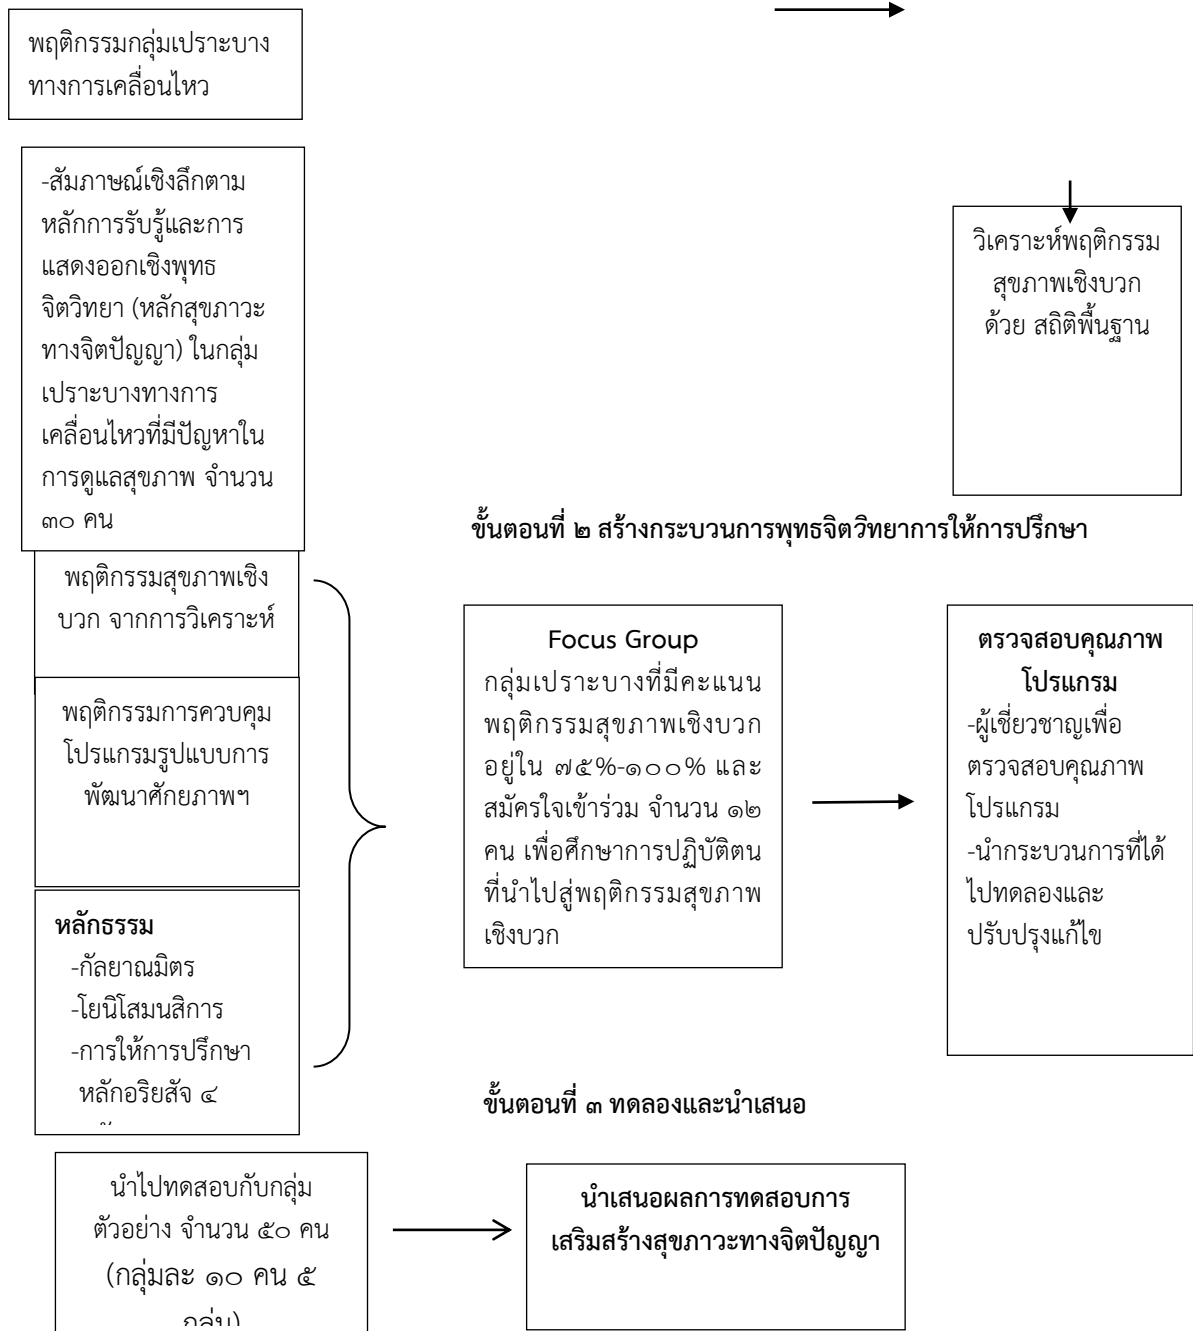 พฤติกรรมกลุ่มเปราะบาง
ทางการเคลื่อนไหว
-สัมภาษณ์เชิงลึกตาม
หลักการรับรู้และการ
แสดงออกเชิงพุทธ
จิตวิทยา (หลักสุขภาวะ
ทางจิตปัญญา) ในกลุ่ม
เปราะบางทางการ
เคลื่อนไหวที่มีปัญหาใน
การดูแลสุขภาพ จำนวน
๓๐ คน
วิเคราะห์พฤติกรรม
สุขภาพเชิงบวก
ด้วย สถิติพื้นฐาน
ขั้นตอนที่ ๒ สร้างกระบวนการพุทธจิตวิทยาการให้การปรึกษา
พฤติกรรมสุขภาพเชิง
บวก จากการวิเคราะห์
พฤติกรรมการควบคุม
โปรแกรมรูปแบบการ
พัฒนาศักยภาพฯ
หลักธรรม
-กัลยาณมิตร
-โยนิโสมนสิการ
-การให้การปรึกษา
หลักอริยสัจ ๔
Focus Group
กลุ่มเปราะบางที่มีคะแนน
พฤติกรรมสุขภาพเชิงบวก
อยู่ใน ๗๕%-๑๐๐% และ
สมัครใจเข้าร่วม จำนวน ๑๒
คน เพื่อศึกษาการปฏิบัติตน
ที่นำไปสู่พฤติกรรมสุขภาพ
เชิงบวก
ตรวจสอบคุณภาพ
โปรแกรม
-ผู้เชี่ยวชาญเพื่อ
ตรวจสอบคุณภาพ
โปรแกรม
-นำกระบวนการที่ได้
ไปทดลองและ
ปรับปรุงแก้ไข
ขั้นตอนที่ ๓ ทดลองและนำเสนอ
นำไปทดสอบกับกลุ่ม
ตัวอย่าง จำนวน ๕๐ คน
(กลุ่มละ ๑๐ คน ๕
กลุ่ม)
นำเสนอผลการทดสอบการ
เสริมสร้างสุขภาวะทางจิตปัญญา